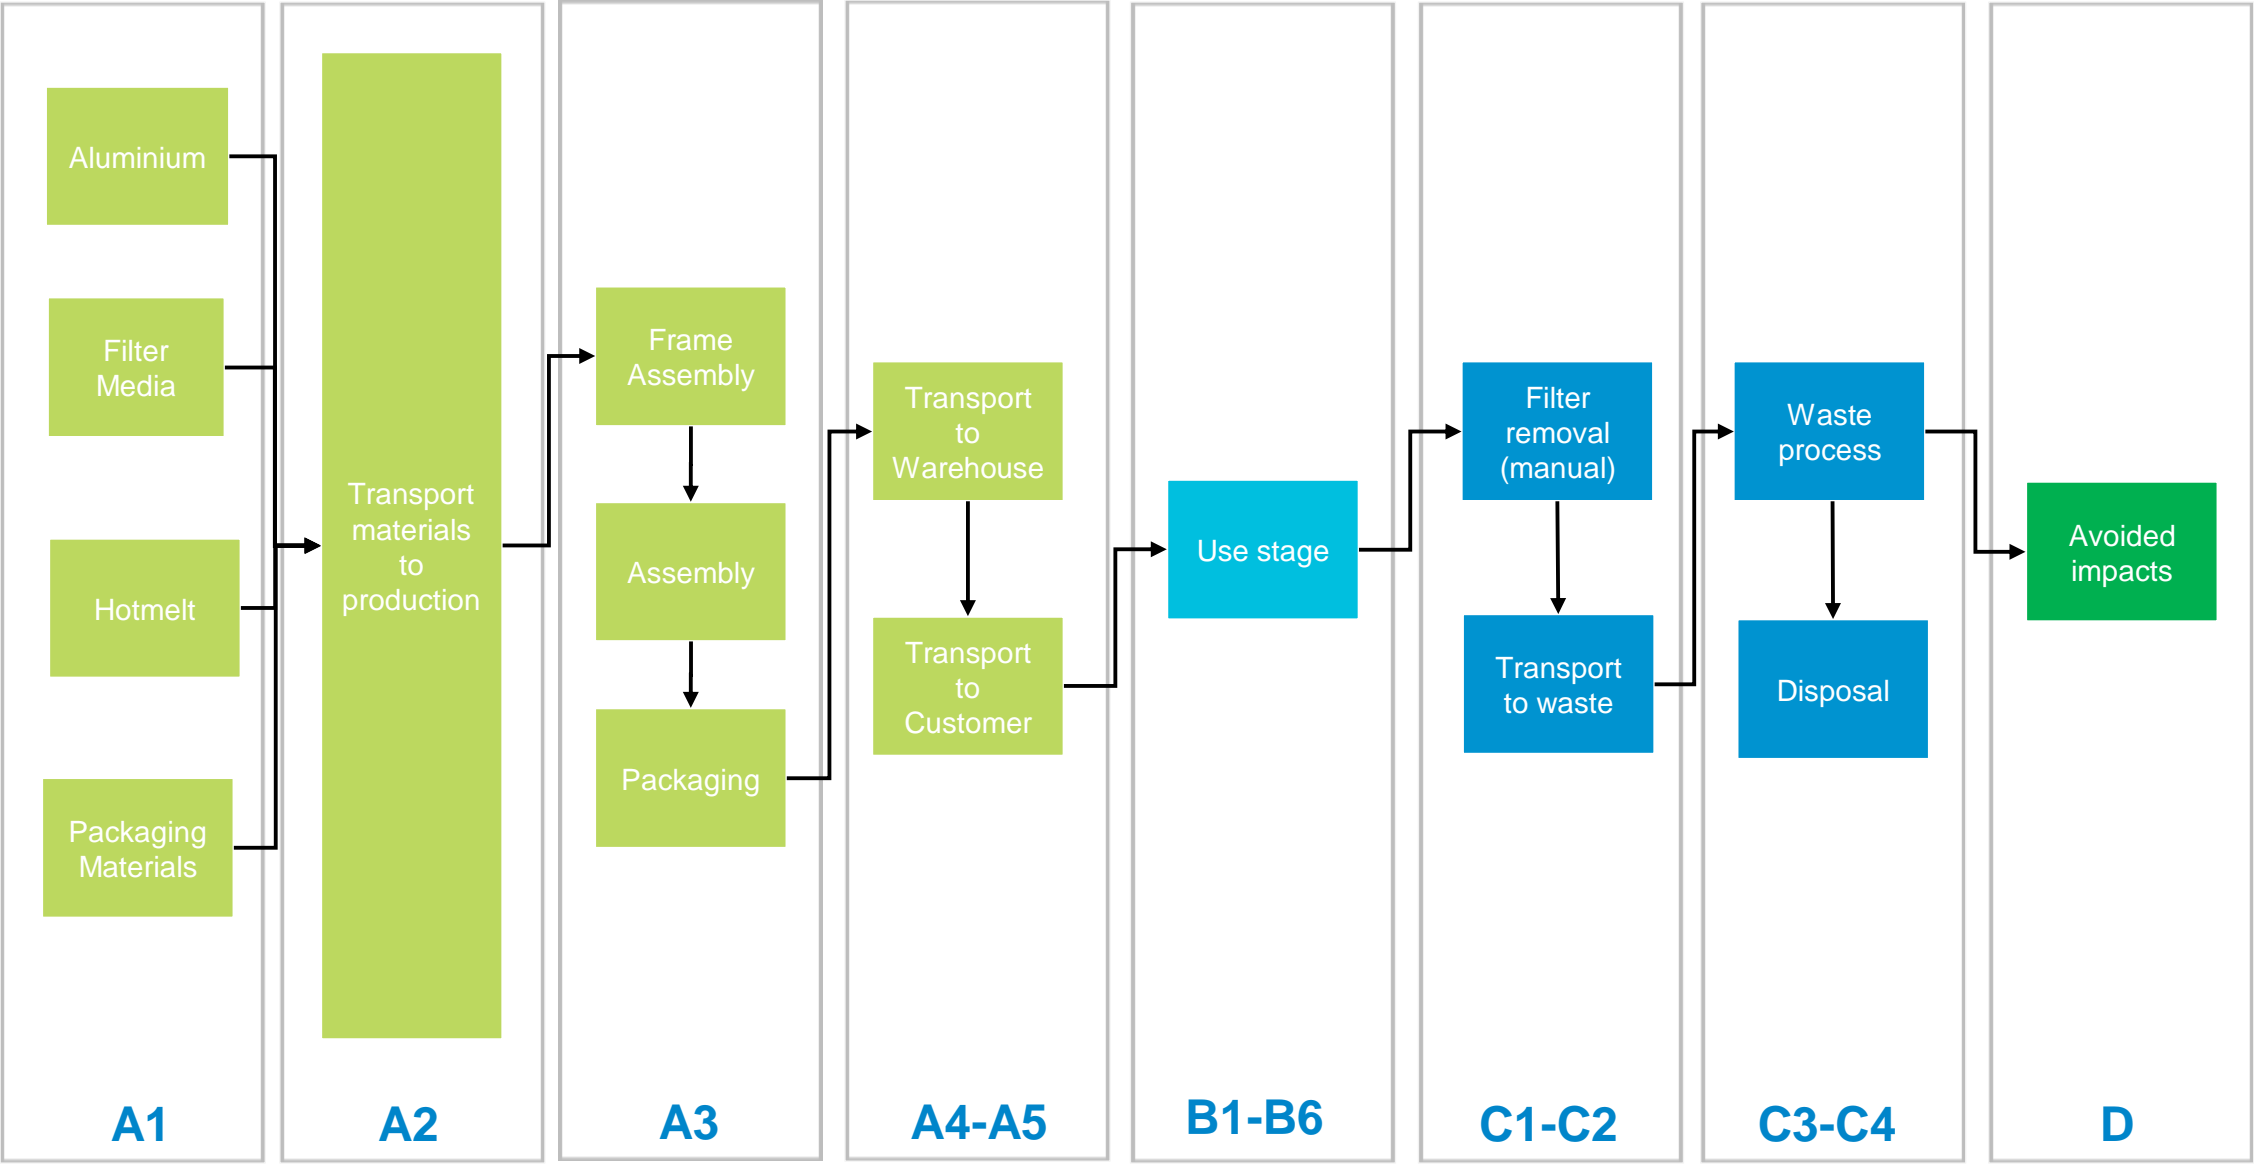 Aluminium
Filter
Media
Hotmelt
Packaging
Materials
A1
Transport
materials
to
production
A2
Frame
Assembly
Assembly
Packaging
A3
Transport
to
Warehouse
Transport
to
Customer
A4-A5
Use stage
B1-B6
Filter
removal
(manual)
Transport
to waste
C1-C2
Waste
process
Disposal
C3-C4
Avoided
impacts
D